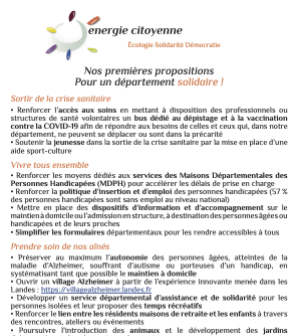 energie citoyenne
Écologie Solidarité Démocratie
Nos premières propositions
Pour un département solidaire !
Sortir de la crise sanitaire
• Renforcer l'accès aux soins en mettant à disposition des professionnels ou
structures de santé volontaires un bus dédié au dépistage et à la vaccination
contre la COVID-19 afin de répondre aux besoins de celles et ceux qui, dans notre
département, ne peuvent se déplacer ou sont dans la précarité
• Soutenir la jeunesse dans la sortie de la crise sanitaire par la mise en place d'une
aide sport-culture
Vivre tous ensemble
• Renforcer les moyens dédiés aux services des Maisons Départementales des
Personnes Handicapées (MDPH) pour accélérer les délais de prise en charge
• Renforcer la politique d'insertion et d'emploi des personnes handicapées (57 %
des personnes handicapées sont sans emploi au niveau national)
• Mettre en place des dispositifs d'information et d'accompagnement sur le
maintien à domicile ou l'admission en structure, à destination des personnes âgées ou
handicapées et de leurs proches
• Simplifier les formulaires départementaux pour les rendre accessibles à tous
Prendre soin de nos aînés
• Préserver au maximum l'autonomie des personnes âgées, atteintes de la
maladie d'Alzheimer, souffrant d'autisme ou porteuses d'un handicap, en
systématisant tant que possible le maintien à domicile
• Ouvrir un village Alzheimer à partir de l'expérience innovante menée dans les
Landes : https://villagealzheimer.landes.fr
• Développer un service départemental d'assistance et de solidarité pour les
personnes isolées et leur proposer des temps récréatifs
• Renforcer le lien entre les résidents maisons de retraite et les enfants à travers
des rencontres, ateliers ou événements
• Poursuivre l'introduction des animaux et le développement des jardins